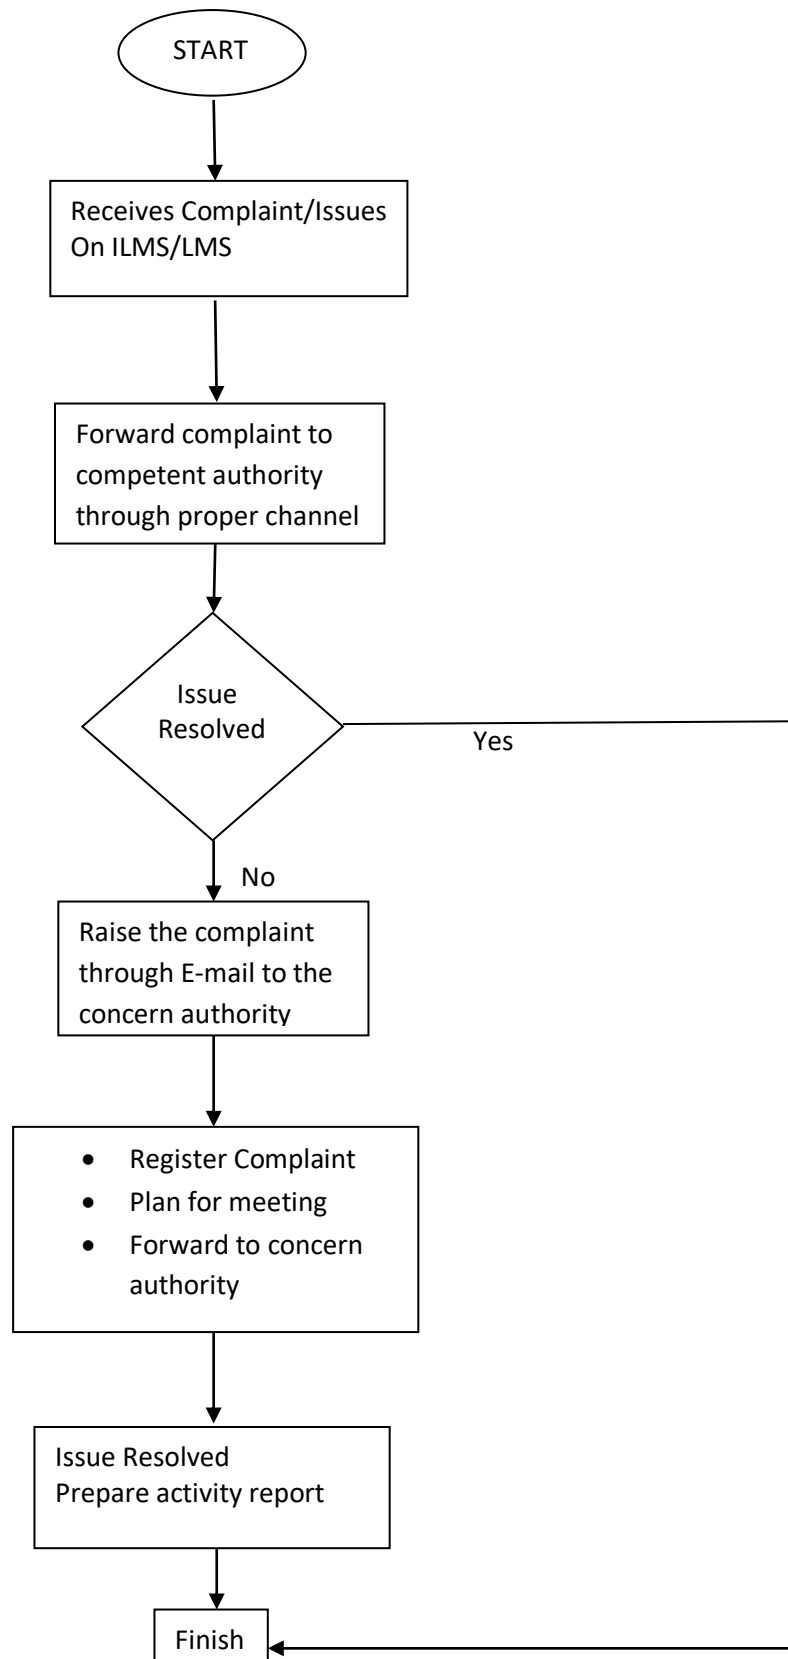 START
Receives Complaint/Issues
On ILMS/LMS
Forward complaint to
competent authority
through proper channel
Issue
Resolved
Yes
No
Raise the complaint
through E-mail to the
concern authority
• Register Complaint
• Plan for meeting
• Forward to concern
authority
Issue Resolved
Prepare activity report
Finish